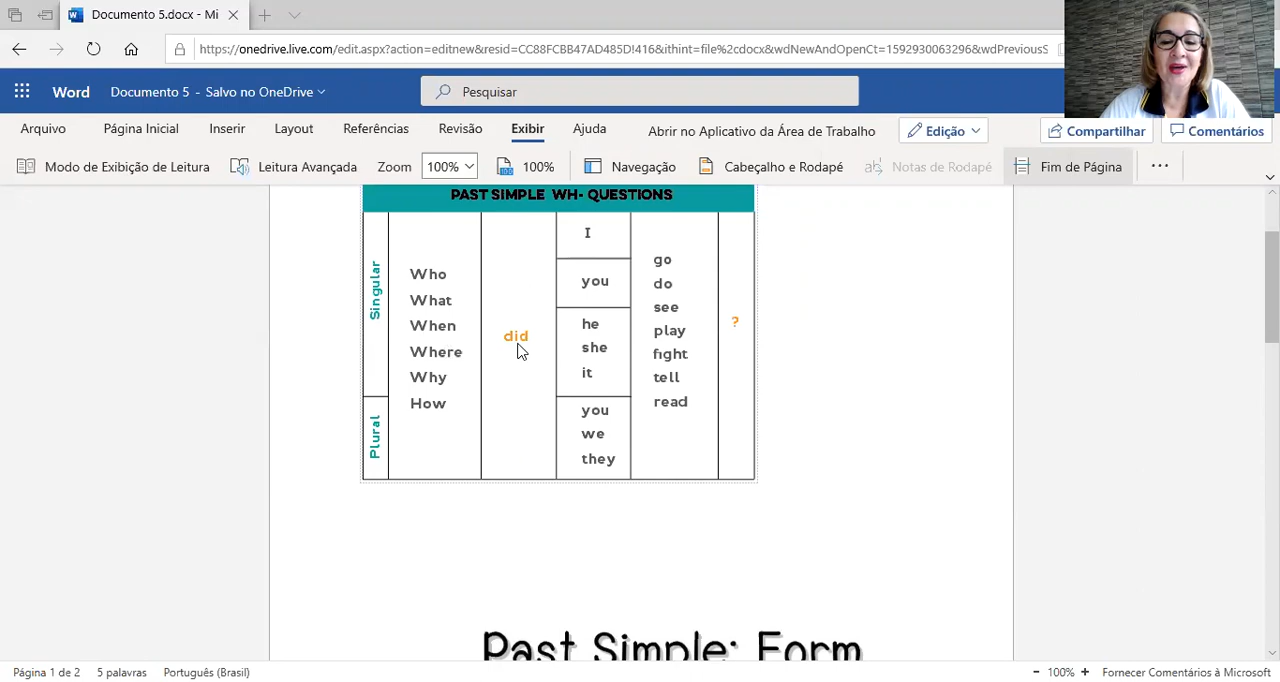 Documento 5.docx - Mi
https://onedrive.live.com/edit.aspx?action=editnew&resid=CC88FCBB47AD485D!416&ithint=file%2cdocx&wdNewAndOpenCt=1592930063296&wdPreviousS
Word Documento 5 - Salvo no OneDrive Pesquisar
Arquivo Página Inicial Inserir Layout Referências Revisão Exibir Ajuda Abrir no Aplicativo da Área de Trabalho Edição Compartilhar Comentários
Modo de Exibição de Leitura Leitura Avançada Zoom 100% 100% Navegação Cabeçalho e Rodapé Notas de Rodapé Fim de Página ...
PAST SIMPLE WH- QUESTIONS
Singular
Plural
Who
What
When
Where
Why
How
did
I
you
he
she
it
you
we
they
go
do
see
play
fight
tell
read
?
Past Simple: Form
Página 1 de 2 5 palavras Português (Brasil) - 100% + Fornecer Comentários à Microsoft